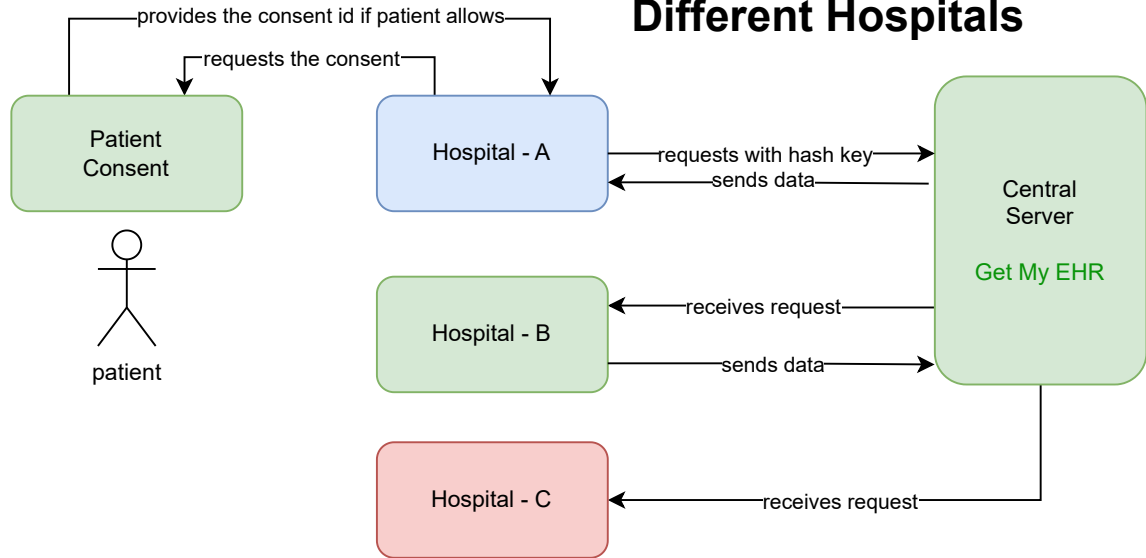 Different Hospitals
provides the consent id if patient allows
requests the consent
Patient
Consent
Hospital - A
requests with hash key
sends data
Central
Server
Get My EHR
receives request
Hospital - B
sends data
patient
Hospital - C
receives request